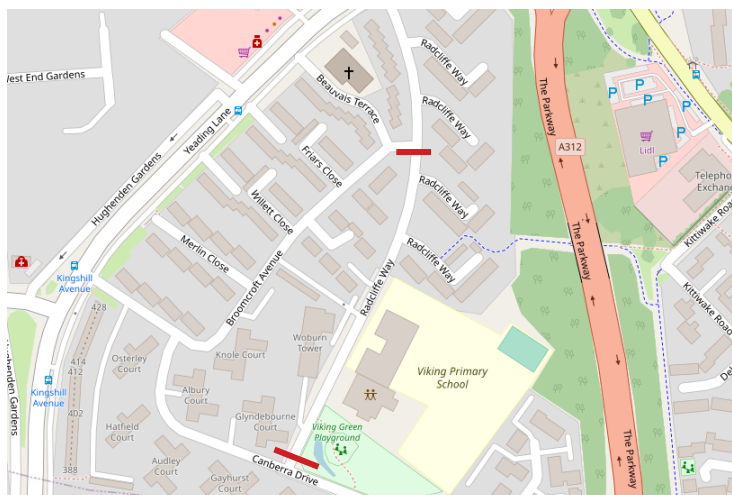 West End Gardens
Yeading Lane
Hughenden Gardens
Beauvais Terrace
Radcliffe Way
Radcliffe Way
The Parkway
P
P
P
P
P
Lidl
A312
Telepho
Exchan
Friars Close
Willett Close
Merlin Close
Radcliffe Way
Radcliffe Way
Kittiwake Road
Kittiwake Road
The Parkway
Kingshill
Avenue
Broomcroft Avenue
Radcliffe Way
428
Woburn
Tower
Osterley
Court
Knole Court
414
412
Viking Primary
School
Kingshill
Avenue
Hughenden Gardens
Albury
Court
402
Glyndebourne
Court
Hatfield
Court
Viking Green
Playground
De
The Parkway
Audley
Court
388
Gayhurst
Court
Canberra Drive